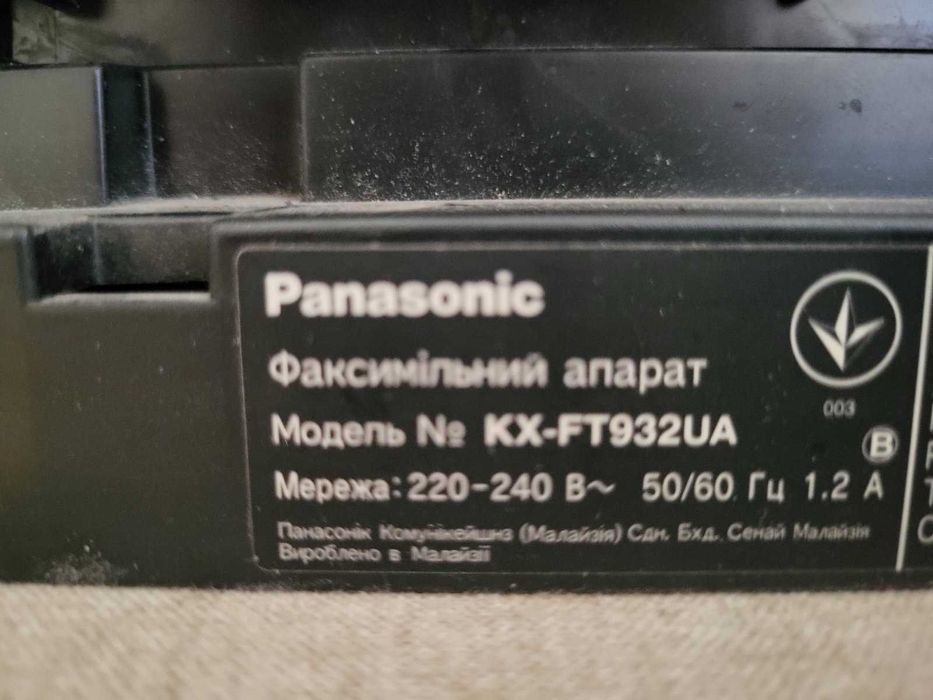 Panasonic
Факсимільний апарат
003
Модель № KX-FT932UA
B
Мережа: 220-240 В~ 50/60 Гц 1.2 А
Панасонік Комунікейшнз (Малайзія) Сдн. Бхд. Сенай Малайзія
Вироблено в Малайзії